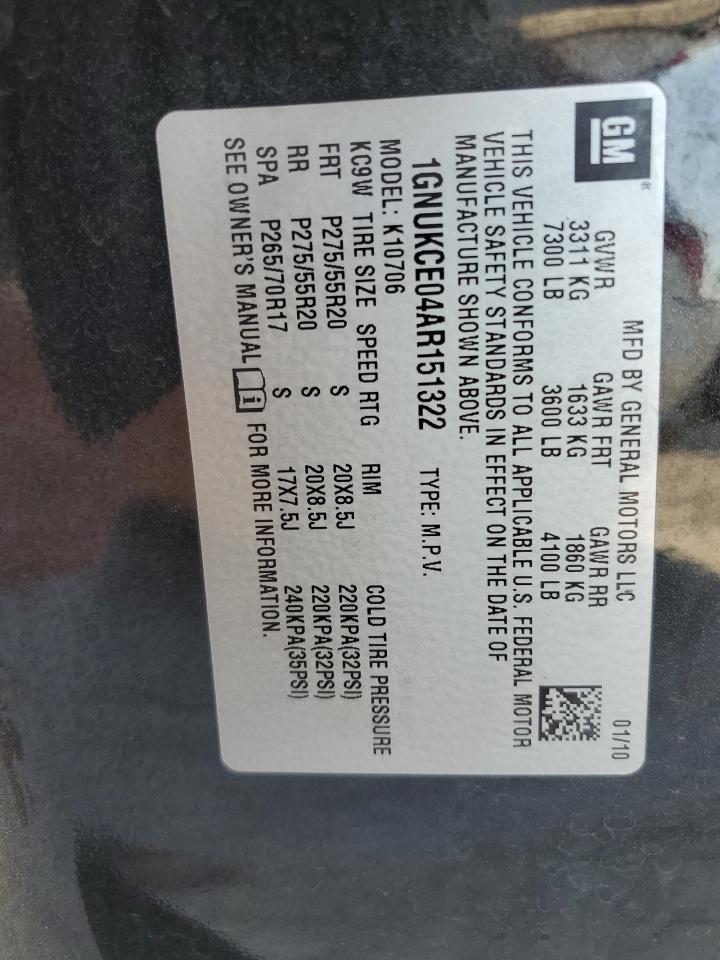 GM
MFD BY GENERAL MOTORS LLC 01/10
GVWR GAWR FRT GAWR RR
3311 KG 1633 KG 1860 KG
7300 LB 3600 LB 4100 LB
THIS VEHICLE CONFORMS TO ALL APPLICABLE U.S. FEDERAL MOTOR
VEHICLE SAFETY STANDARDS IN EFFECT ON THE DATE OF
MANUFACTURE SHOWN ABOVE.
1GNUKCE04AR151322 TYPE: M.P.V.
MODEL: K10706
KC9W TIRE SIZE SPEED RTG RIM COLD TIRE PRESSURE
FRT P275/55R20 S 20X8.5J 220KPA(32PSI)
RR P275/55R20 S 20X8.5J 220KPA(32PSI)
SPA P265/70R17 S 17X7.5J 240KPA(35PSI)
SEE OWNER'S MANUAL FOR MORE INFORMATION.